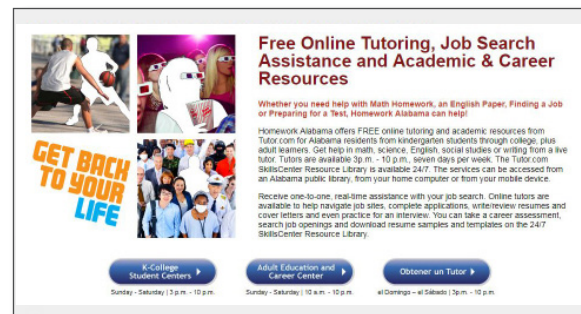 Free Online Tutoring, Job Search
Assistance and Academic & Career
Resources
Whether you need help with Math Homework, an English Paper, Finding a Job
or Preparing for a Test, Homework Alabama can help!
Homework Alabama offers FREE online tutoring and academic resources from
Tutor.com for Alabama residents from kindergarten students through college, plus
adult learners. Get help in math, science, English, social studies or writing from a live
tutor. Tutors are available 3p.m. - 10 p.m., seven days per week. The Tutor.com
SkillsCenter Resource Library is available 24/7. The services can be accessed from
an Alabama public library, from your home computer or from your mobile device.
Receive one-to-one, real-time assistance with your job search. Online tutors are
available to help navigate job sites, complete applications, write/review resumes and
cover letters and even practice for an interview. You can take a career assessment,
search job openings and download resume samples and templates on the 24/7
SkillsCenter Resource Library.
GET BACK
TO YOUR
LIFE
K-College
Student Centers
Sunday - Saturday | 3 p.m. - 10 p.m.
Adult Education and
Career Center
Sunday - Saturday | 10 a.m. - 10 p.m.
Obtener un Tutor
el Domingo – el Sábado | 3p.m. - 10 p.m.